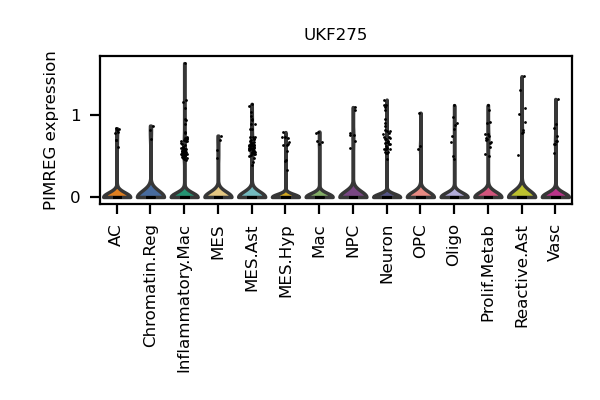 UKF275
PIMREG expression
1
0
AC
Chromatin.Reg
Inflammatory.Mac
MES
MES.Ast
MES.Hyp
Mac
NPC
Neuron
OPC
Oligo
Prolif.Metab
Reactive.Ast
Vasc